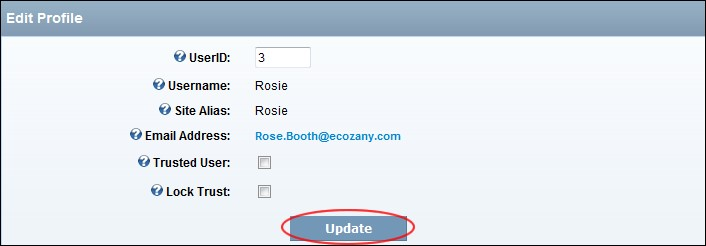 Edit Profile
UserID: 3
Username: Rosie
Site Alias: Rosie
Email Address: Rose.Booth@ecozany.com
Trusted User:
Lock Trust:
Update